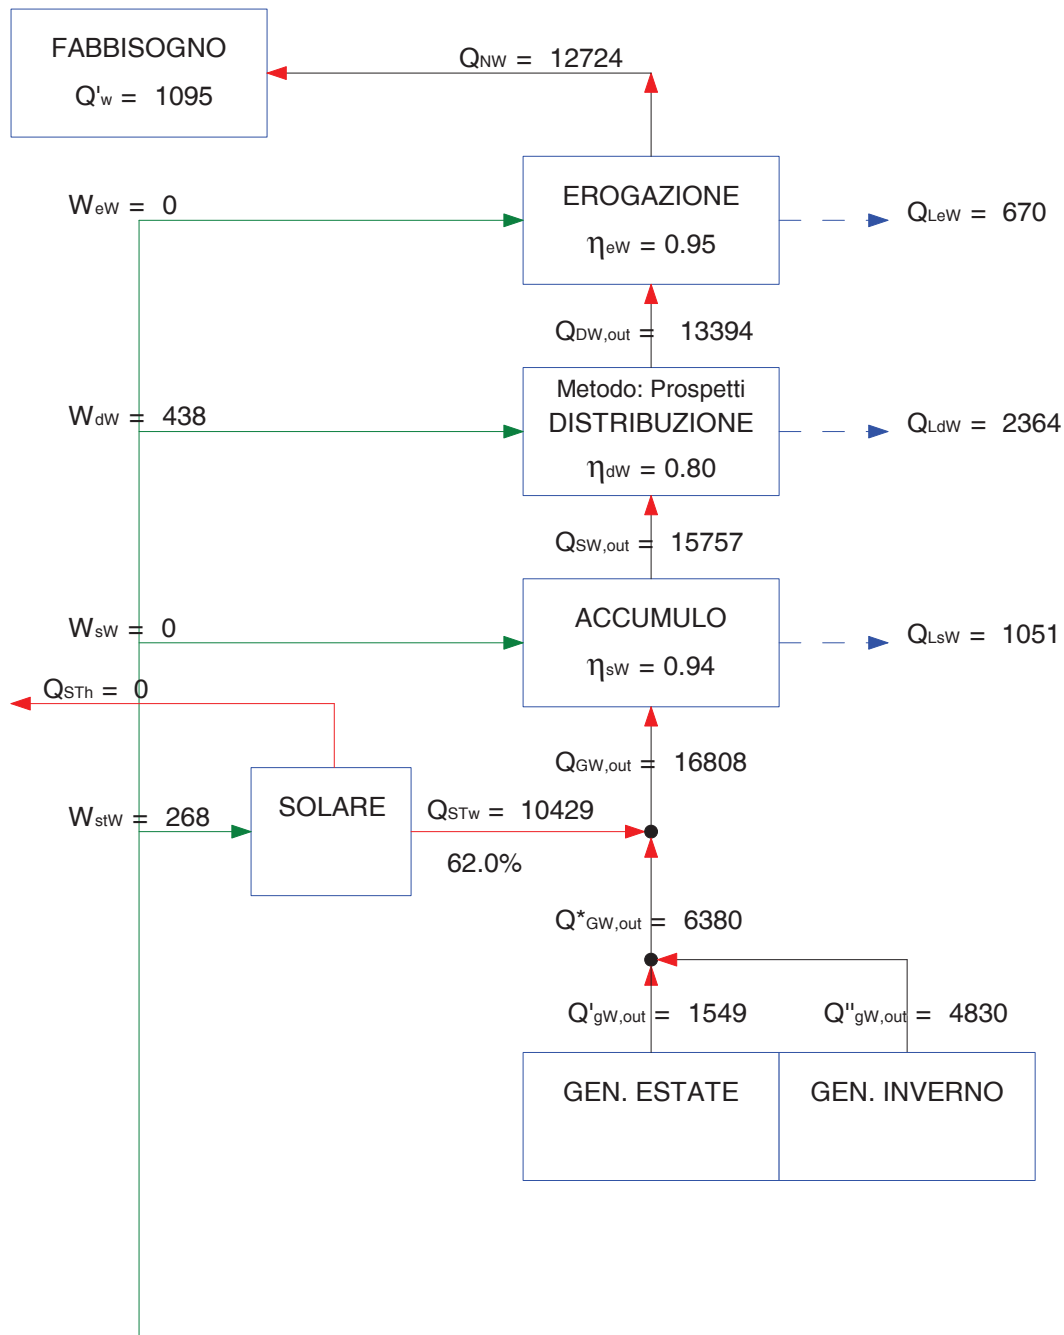 FABBISOGNO
Q'w = 1095
QNW = 12724
EROGAZIONE
ηeW = 0.95
WeW = 0
QLeW = 670
QDW,out = 13394
Metodo: Prospetti
DISTRIBUZIONE
ηdW = 0.80
WdW = 438
QLdW = 2364
QSW,out = 15757
ACCUMULO
ηsW = 0.94
WsW = 0
QLsW = 1051
QSTh = 0
QGW,out = 16808
SOLARE
WstW = 268
QSTw = 10429
62.0%
Q*GW,out = 6380
Q'gW,out = 1549
Q''gW,out = 4830
GEN. ESTATE
GEN. INVERNO